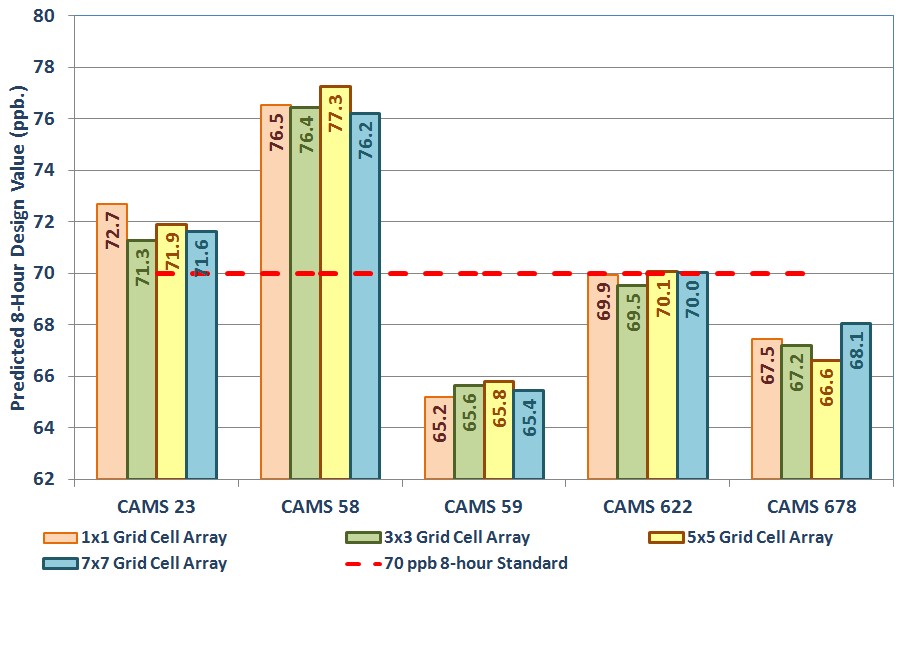 80
78
76
74
72
70
68
66
64
62
Predicted 8-Hour Design Value (ppb.)
72.7
71.3
71.9
71.6
76.5
76.4
77.3
76.2
65.2
65.6
65.8
65.4
69.9
69.5
70.1
70.0
67.5
67.2
66.6
68.1
CAMS 23
CAMS 58
CAMS 59
CAMS 622
CAMS 678
1x1 Grid Cell Array
3x3 Grid Cell Array
5x5 Grid Cell Array
7x7 Grid Cell Array
70 ppb 8-hour Standard